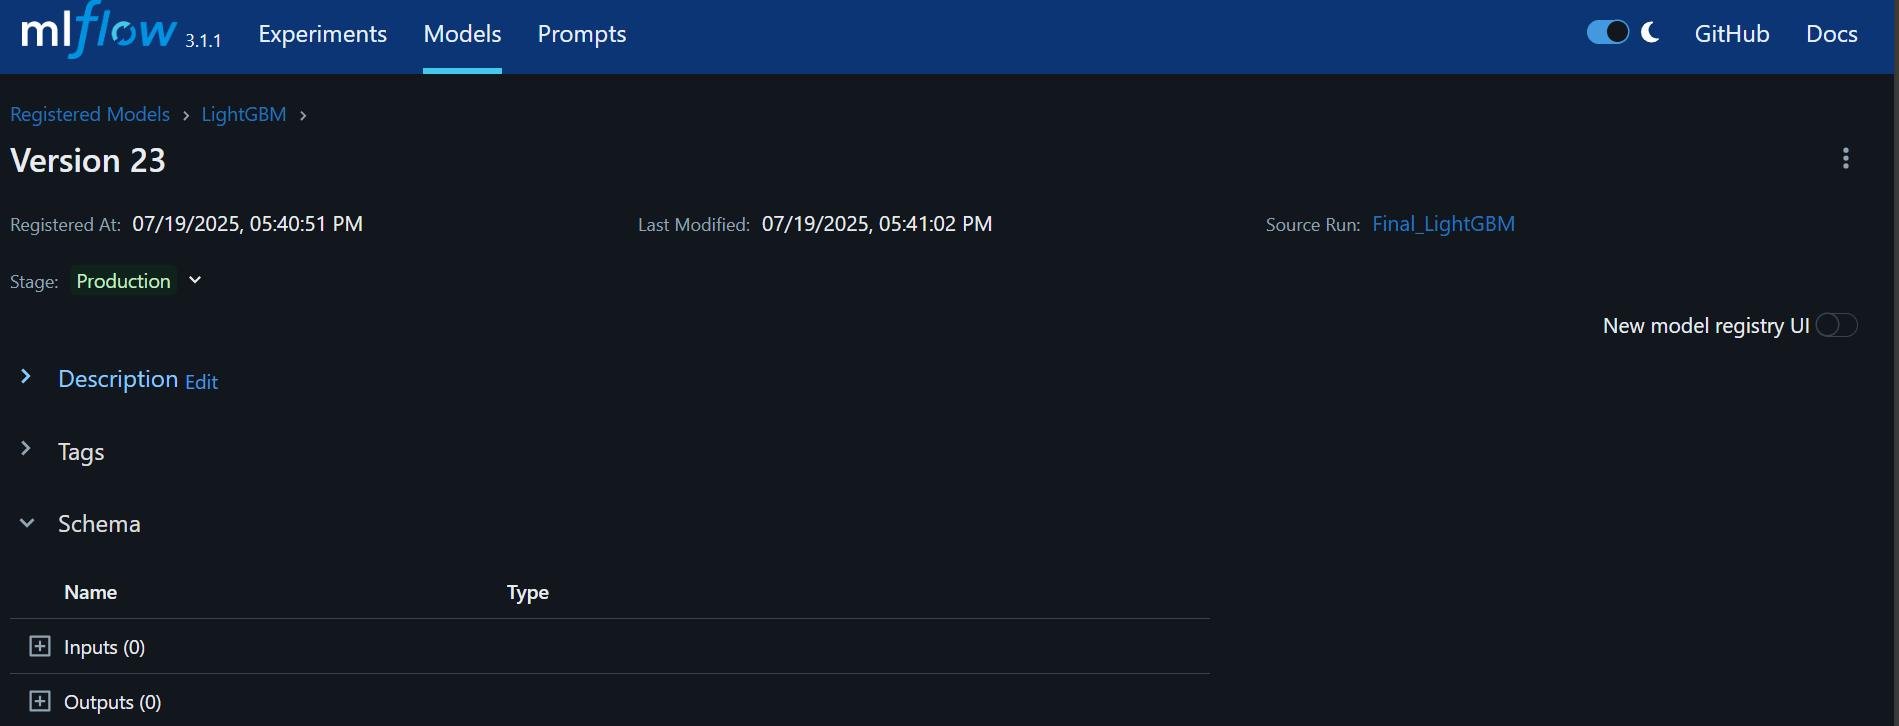 mlflow 3.1.1 Experiments Models Prompts GitHub Docs
Registered Models › LightGBM ›
Version 23
Registered At: 07/19/2025, 05:40:51 PM Last Modified: 07/19/2025, 05:41:02 PM Source Run: Final_LightGBM
Stage: Production
New model registry UI
Description Edit
Tags
Schema
Name Type
Inputs (0)
Outputs (0)